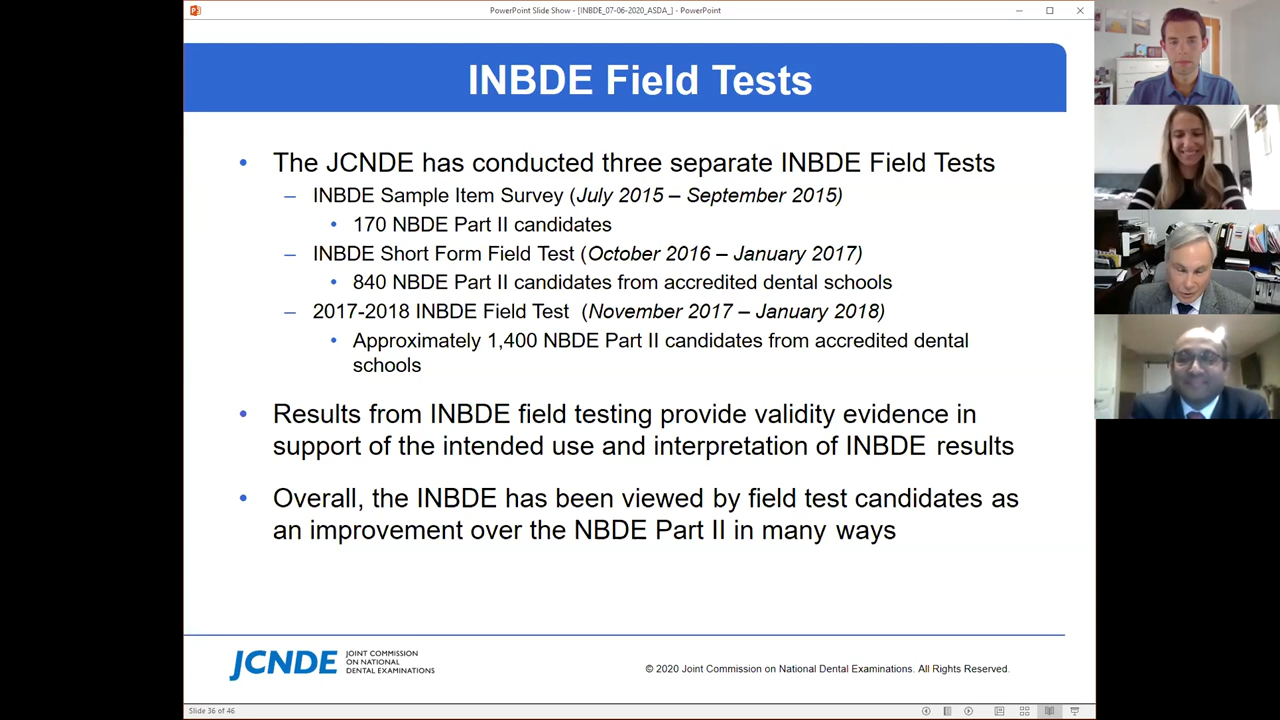 PowerPoint Slide Show - [INBDE_07-06-2020_ASDA_] - PowerPoint
INBDE Field Tests
• The JCNDE has conducted three separate INBDE Field Tests
– INBDE Sample Item Survey (July 2015 – September 2015)
• 170 NBDE Part II candidates
– INBDE Short Form Field Test (October 2016 – January 2017)
• 840 NBDE Part II candidates from accredited dental schools
– 2017-2018 INBDE Field Test (November 2017 – January 2018)
• Approximately 1,400 NBDE Part II candidates from accredited dental
schools
• Results from INBDE field testing provide validity evidence in
support of the intended use and interpretation of INBDE results
• Overall, the INBDE has been viewed by field test candidates as
an improvement over the NBDE Part II in many ways
JCNDE
JOINT COMMISSION
ON NATIONAL
DENTAL EXAMINATIONS
© 2020 Joint Commission on National Dental Examinations. All Rights Reserved.
Slide 36 of 46